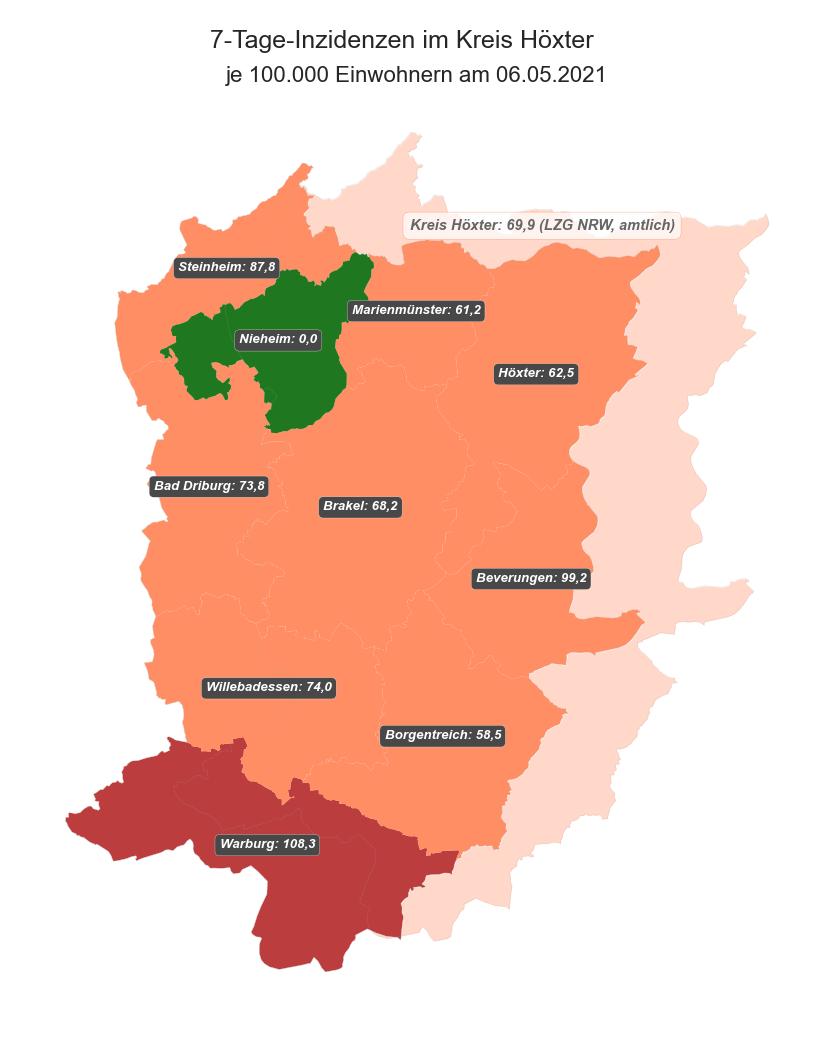 7-Tage-Inzidenzen im Kreis Höxter
je 100.000 Einwohnern am 06.05.2021
Kreis Höxter: 69,9 (LZG NRW, amtlich)
Steinheim: 87,8
Marienmünster: 61,2
Nieheim: 0,0
Höxter: 62,5
Bad Driburg: 73,8
Brakel: 68,2
Beverungen: 99,2
Willebadessen: 74,0
Borgentreich: 58,5
Warburg: 108,3